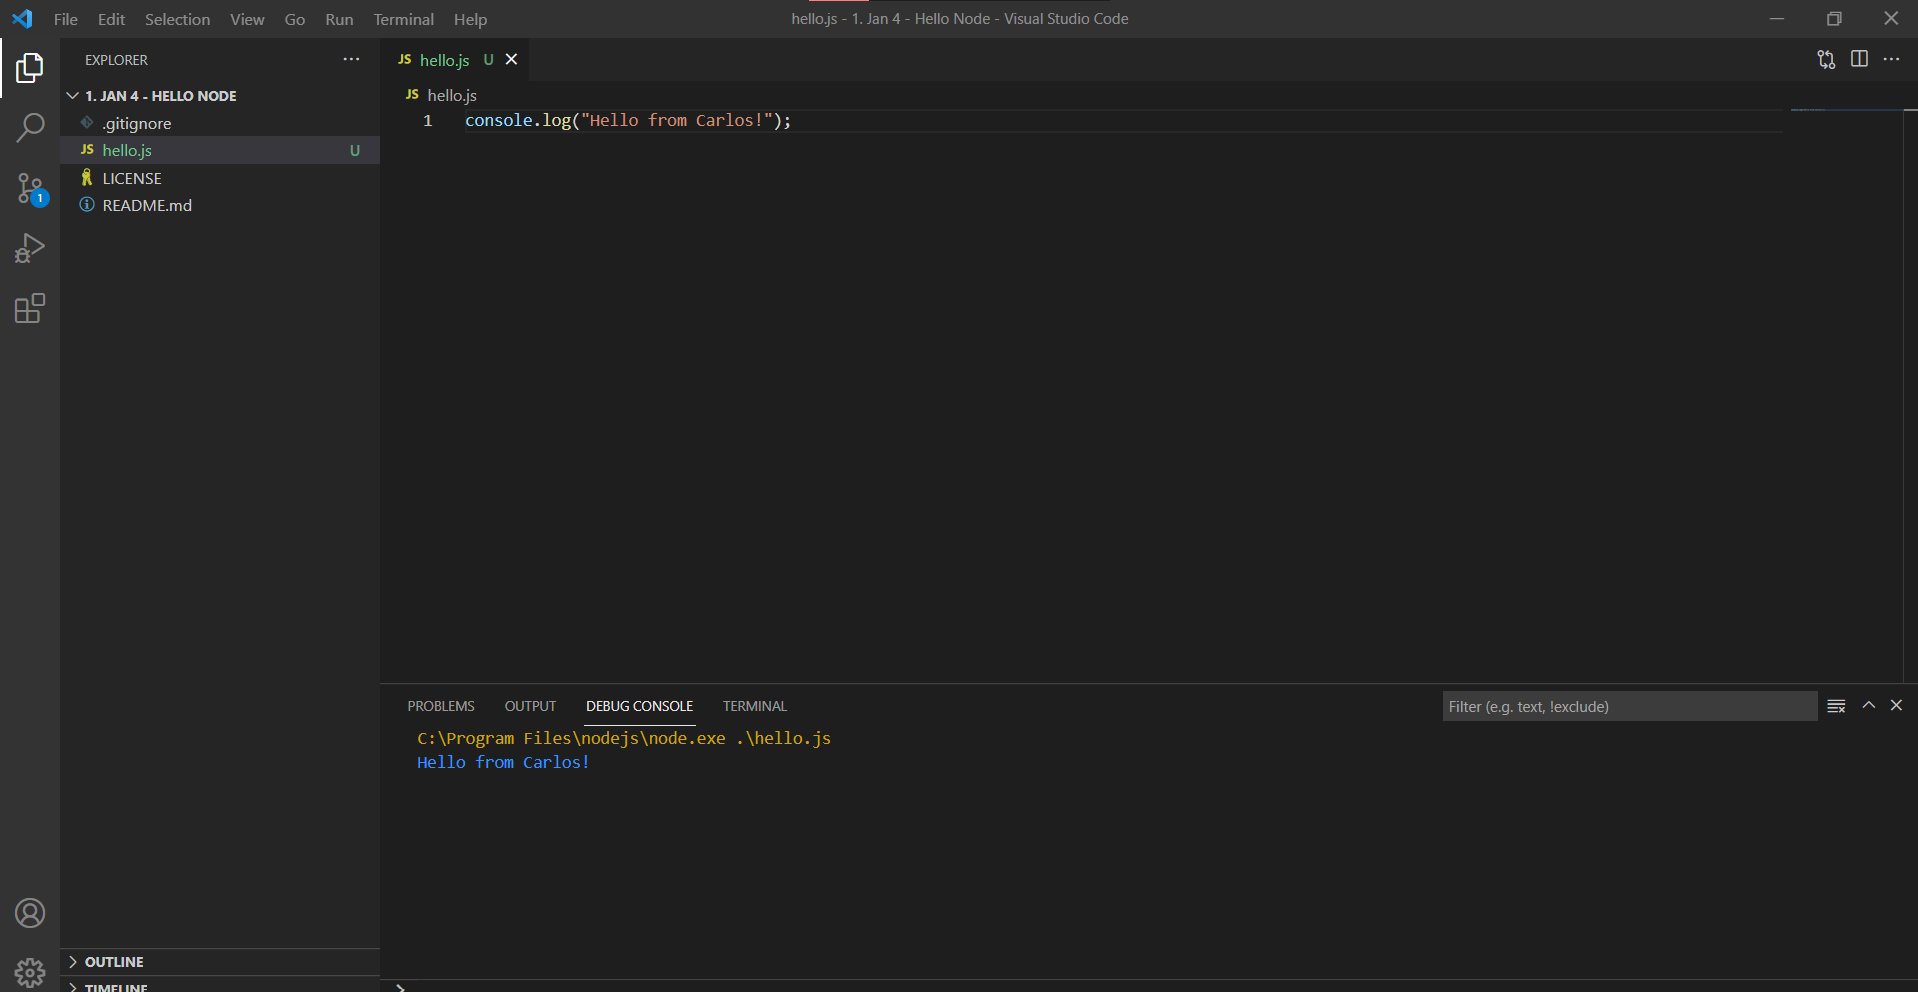 File Edit Selection View Go Run Terminal Help
hello.js - 1. Jan 4 - Hello Node - Visual Studio Code
EXPLORER
1. JAN 4 - HELLO NODE
.gitignore
JS hello.js U
LICENSE
README.md
1
OUTLINE
TIMELINE
JS hello.js U
JS hello.js
1 console.log("Hello from Carlos!");
PROBLEMS OUTPUT DEBUG CONSOLE TERMINAL
Filter (e.g. text, !exclude)
C:\Program Files\nodejs\node.exe .\hello.js
Hello from Carlos!